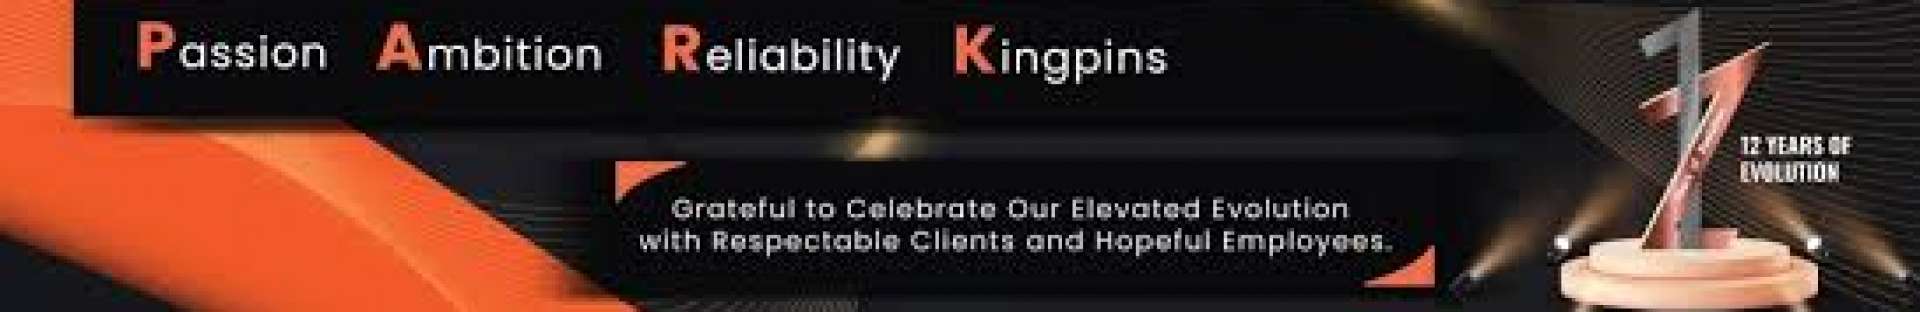 Passion Ambition Reliability Kingpins
12 YEARS OF
EVOLUTION
Grateful to Celebrate Our Elevated Evolution
with Respectable Clients and Hopeful Employees.